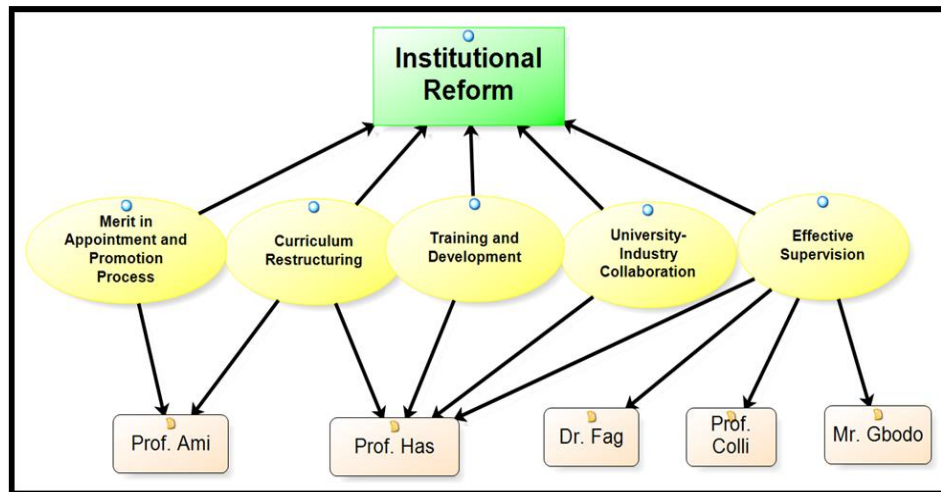 Institutional
Reform
Merit in
Appointment and
Promotion
Process
Curriculum
Restructuring
Training and
Development
University-
Industry
Collaboration
Effective
Supervision
Prof. Ami
Prof. Has
Dr. Fag
Prof.
Colli
Mr. Gbodo